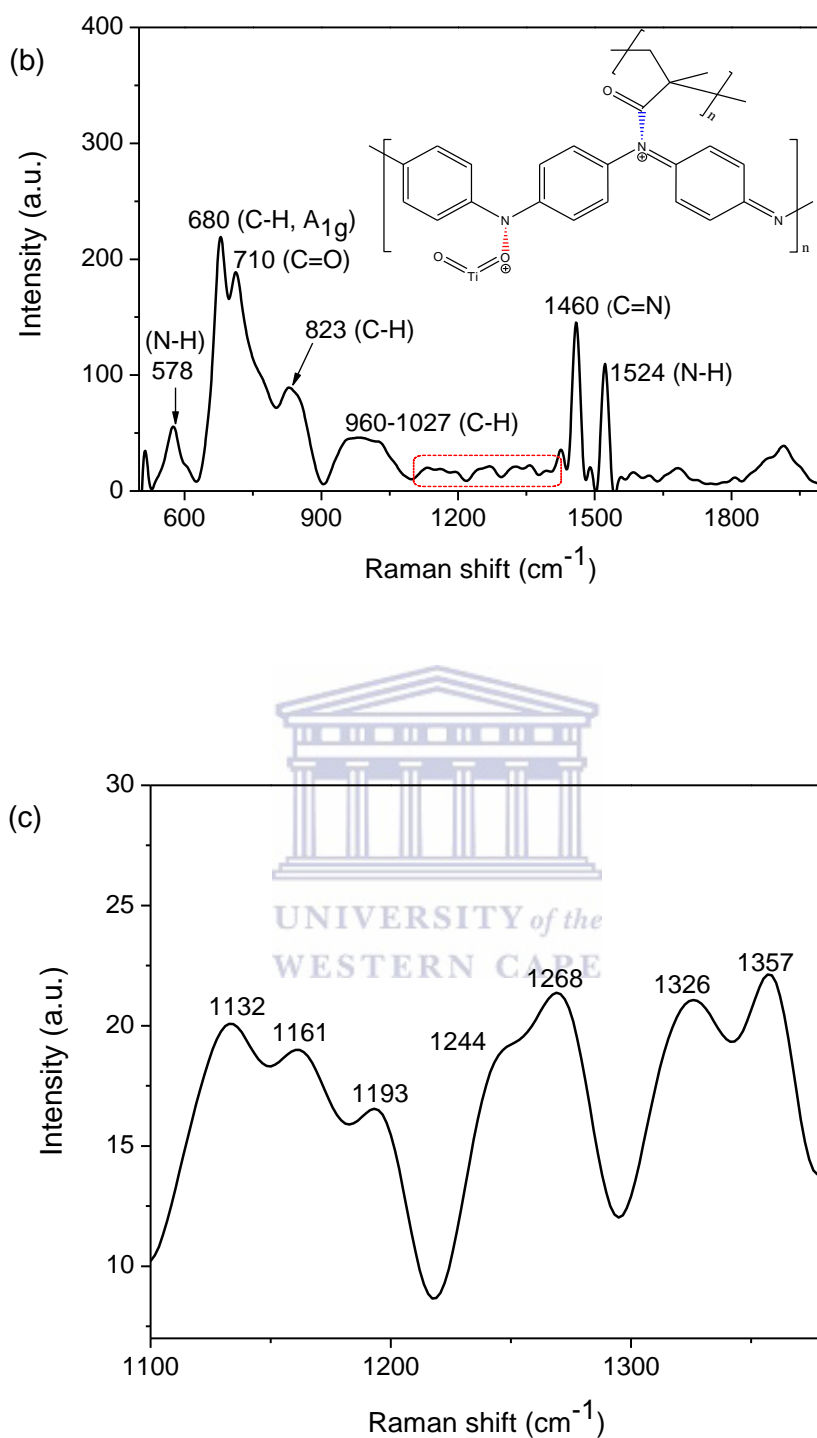 (b)
400
300
200
100
0
Intensity (a.u.)
680 (C-H, A1g)
710 (C=O)
(N-H)
578
823 (C-H)
960-1027 (C-H)
1460 (C=N)
1524 (N-H)
O
n
N
⊕
N
N
n
O
O
⊕
Ti
600
900
1200
1500
1800
Raman shift (cm-1)
(c)
30
25
20
15
10
Intensity (a.u.)
UNIVERSITY of the
WESTERN CAPE
1132
1161
1193
1244
1268
1326
1357
1100
1200
1300
Raman shift (cm-1)